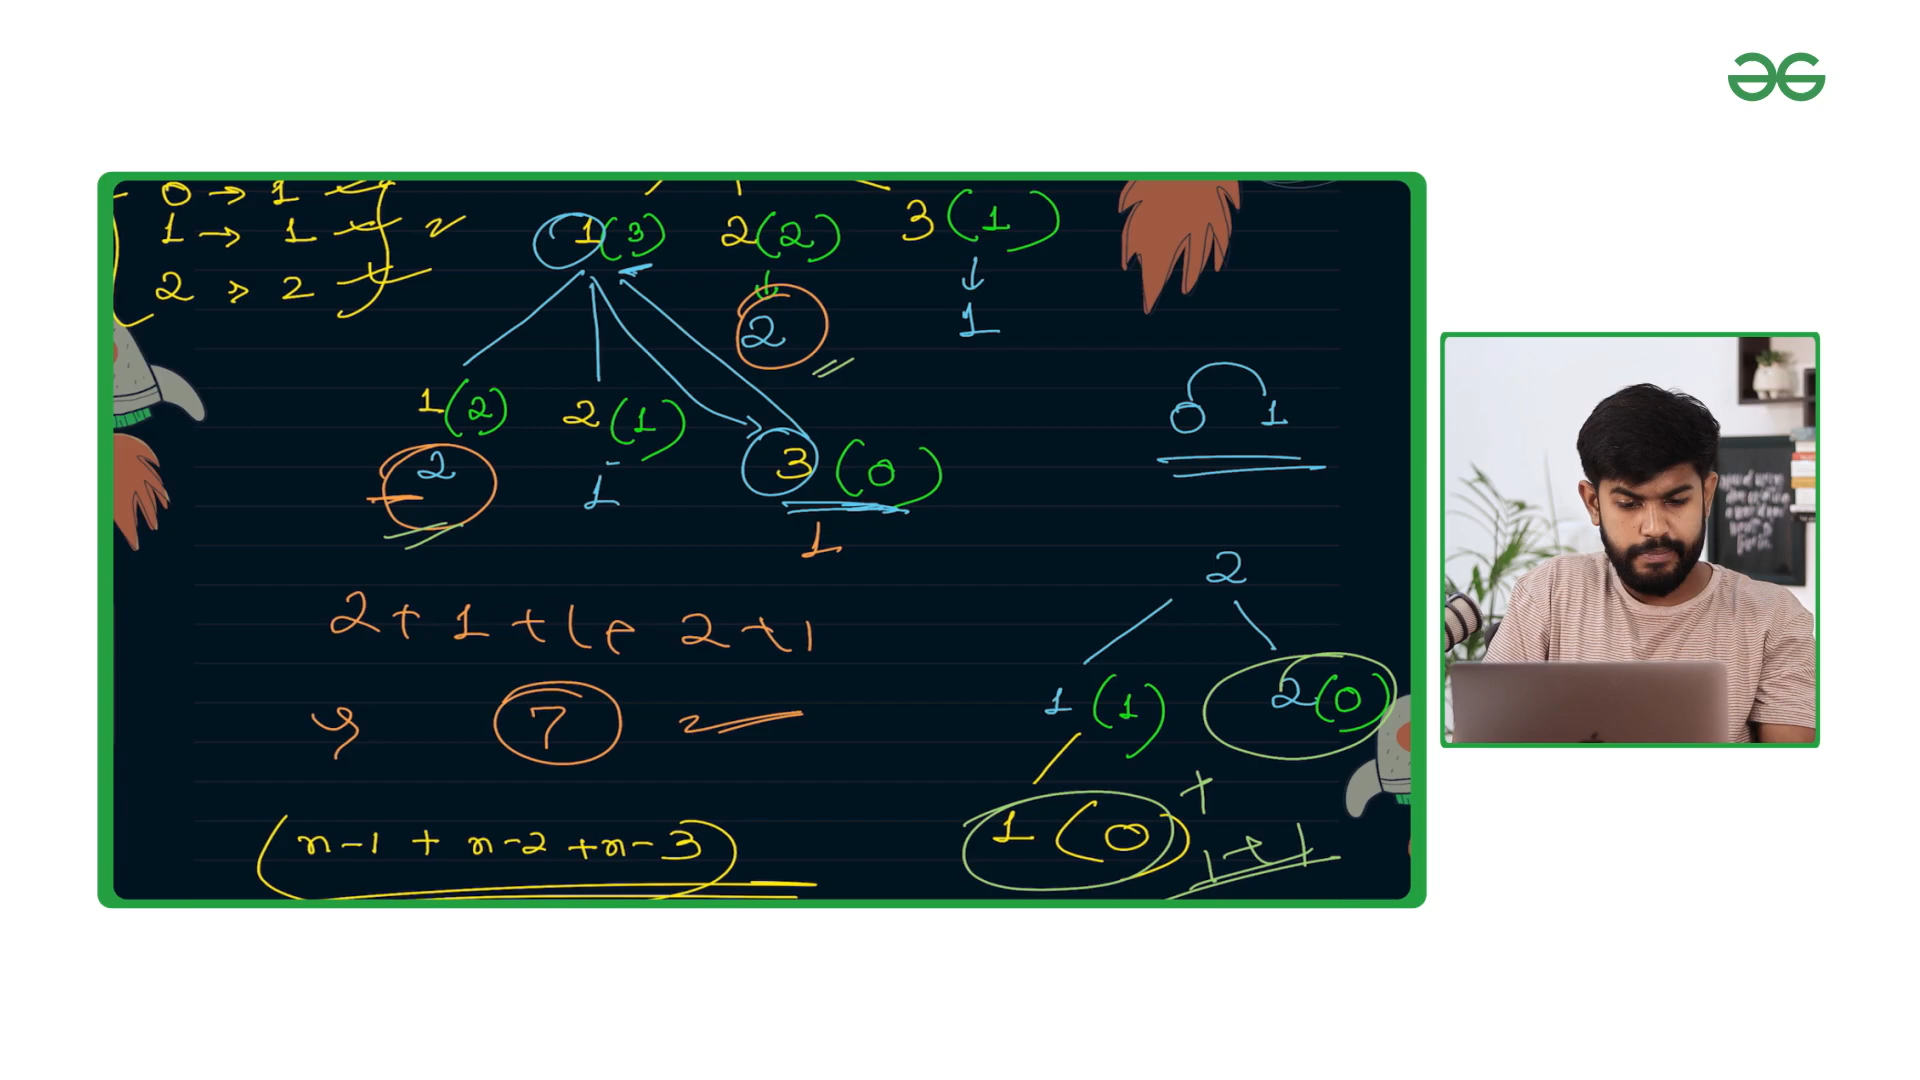 0 → 1
1 → 1
2 → 2
1 (3) 2 (2) 3 (1)
2 1
1 (2) 2 (1) 3 (0)
2 1 1
0 1
2 + 1 + 1 + 2 + 1
7
(n-1 + n-2 + n-3)
2
1 (1) 2 (0)
1 (0) + 1+1